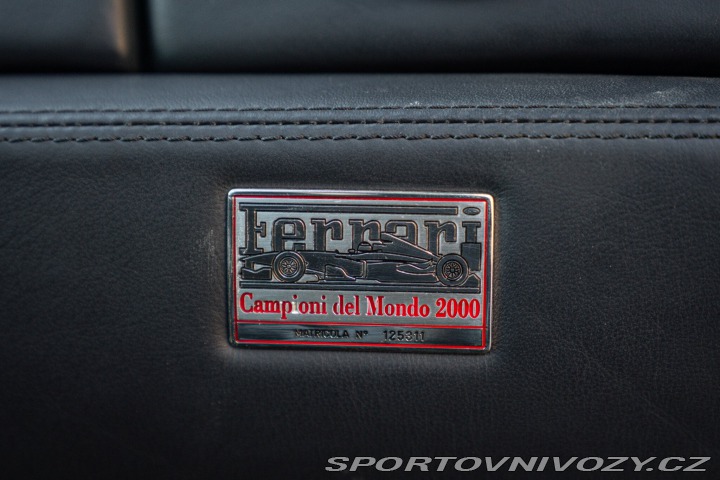 Ferrari
Campioni del Mondo 2000
MATRICOLA N° 125311
SPORTOVNIVOZY.CZ